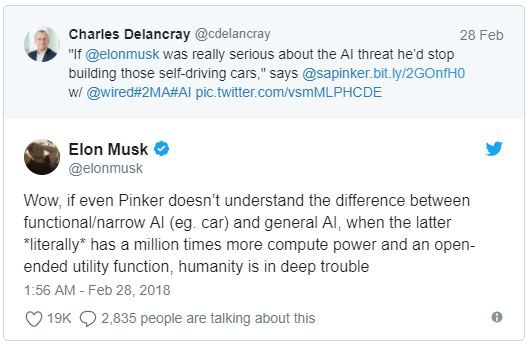 Charles Delancray @cdelancray 28 Feb
"If @elonmusk was really serious about the AI threat he'd stop
building those self-driving cars," says @sapinker.bit.ly/2GOnfH0
w/ @wired#2MA#AI pic.twitter.com/vsmMLPHCDE
Elon Musk
@elonmusk
Wow, if even Pinker doesn't understand the difference between
functional/narrow AI (eg. car) and general AI, when the latter
*literally* has a million times more compute power and an open-
ended utility function, humanity is in deep trouble
1:56 AM - Feb 28, 2018
19K 2,835 people are talking about this